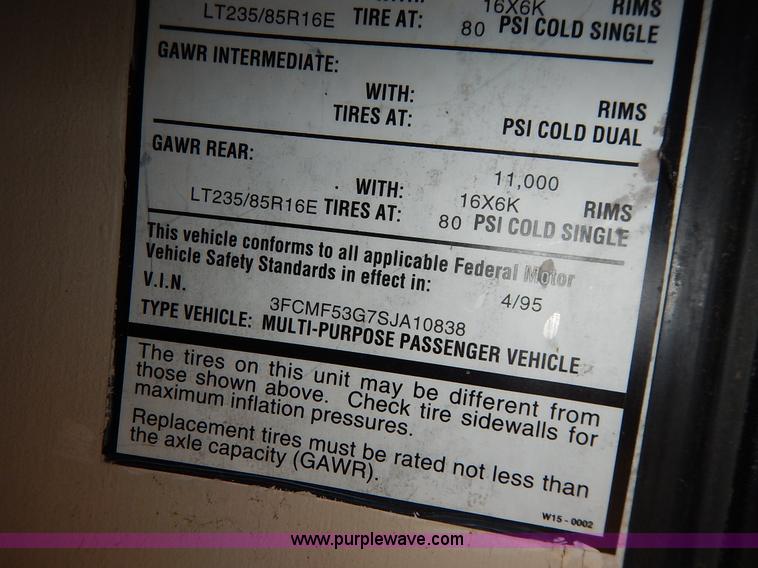 16X6K RIMS
LT235/85R16E TIRE AT: 80 PSI COLD SINGLE
GAWR INTERMEDIATE:
WITH: RIMS
TIRES AT: PSI COLD DUAL
GAWR REAR: 11,000
WITH: 16X6K RIMS
LT235/85R16E TIRES AT: 80 PSI COLD SINGLE
This vehicle conforms to all applicable Federal Motor
Vehicle Safety Standards in effect in: 4/95
V.I.N. 3FCMF53G7SJA10838
TYPE VEHICLE: MULTI-PURPOSE PASSENGER VEHICLE
The tires on this unit may be different from
those shown above. Check tire sidewalls for
maximum inflation pressures.
Replacement tires must be rated not less than
the axle capacity (GAWR).
W15-0002
www.purplewave.com